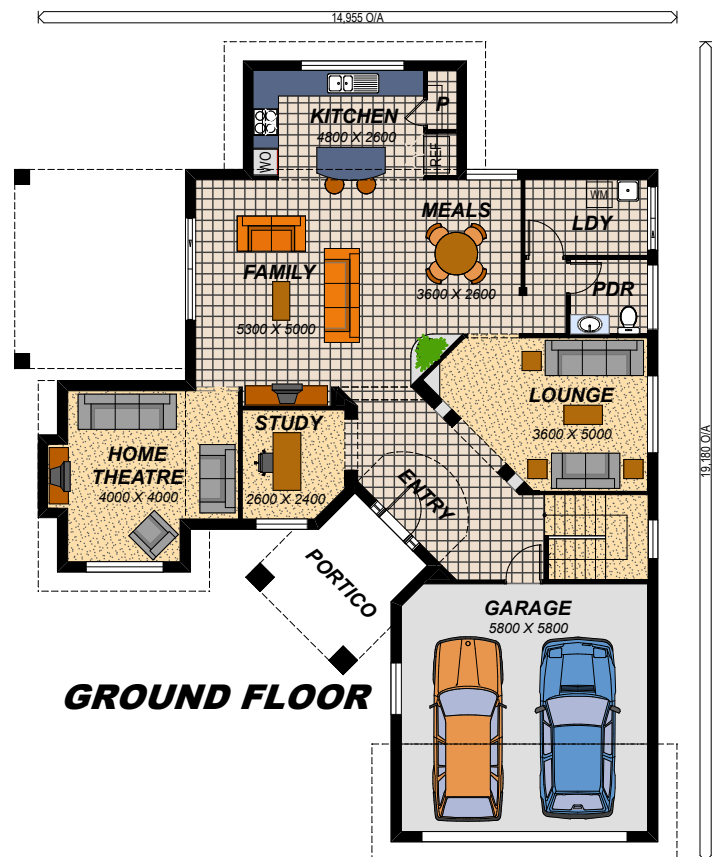 14,955 O/A
KITCHEN
4800 X 2600
P
WO
REF
MEALS
3600 X 2600
WM
LDY
FAMILY
5300 X 5000
PDR
LOUNGE
3600 X 5000
STUDY
2600 X 2400
HOME
THEATRE
4000 X 4000
ENTRY
PORTICO
GARAGE
5800 X 5800
GROUND FLOOR
19,180 O/A